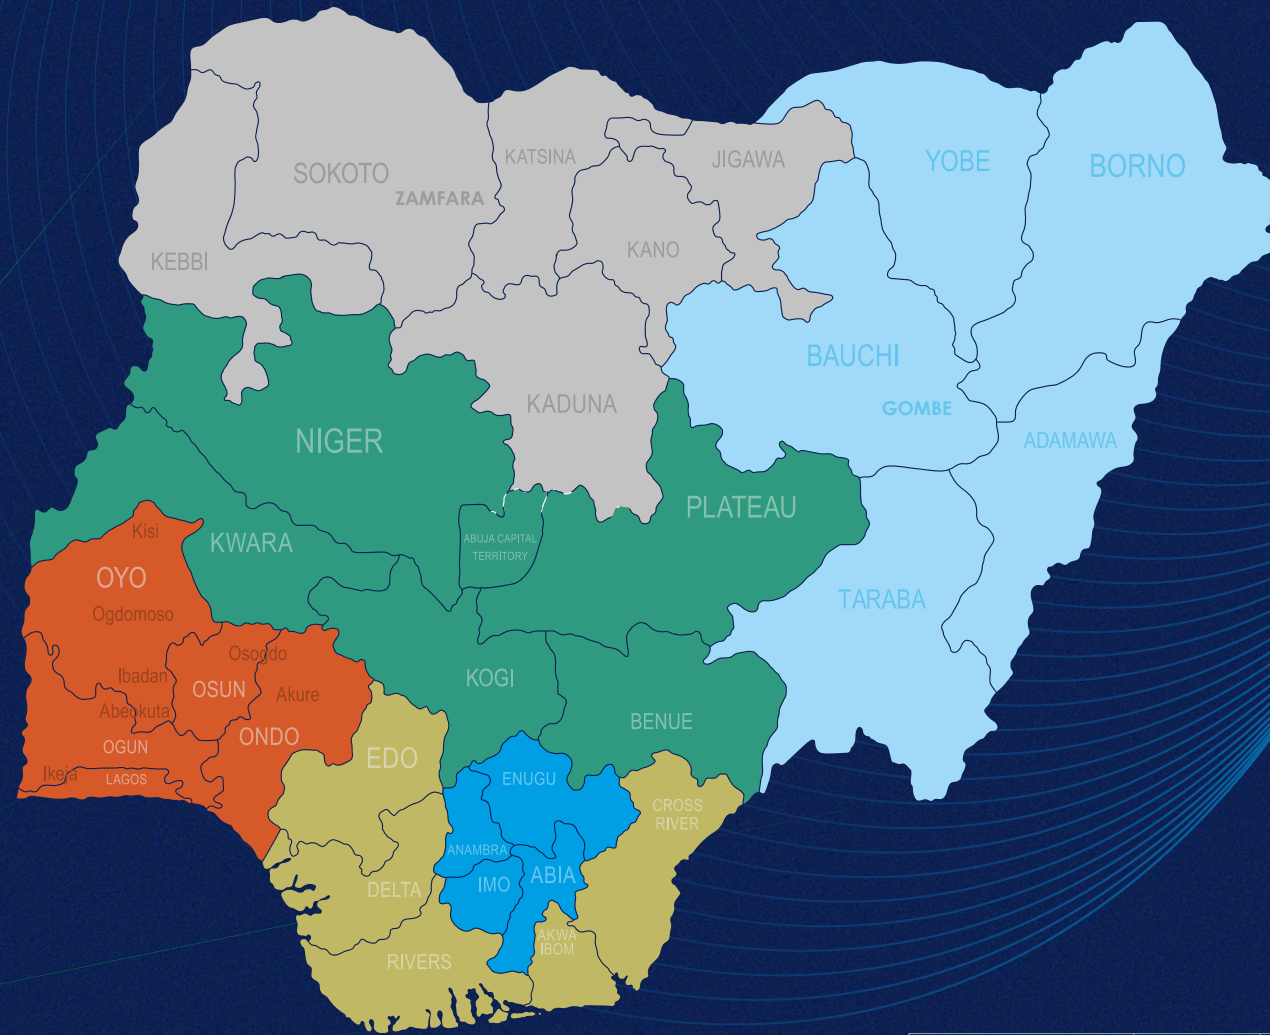 SOKOTO
ZAMFARA
KATSINA
JIGAWA
YOBE
BORNO
KEBBI
KANO
BAUCHI
GOMBE
KADUNA
NIGER
ADAMAWA
PLATEAU
ABUJA CAPITAL
TERRITORY
KWARA
Kisi
OYO
Ogdomoso
TARABA
Osogdo
Ibadan
OSUN
Akure
Abeokuta
OGUN
ONDO
Ikeja
LAGOS
KOGI
BENUE
EDO
ENUGU
CROSS
RIVER
ANAMBRA
IMO
ABIA
DELTA
AKWA
IBOM
RIVERS